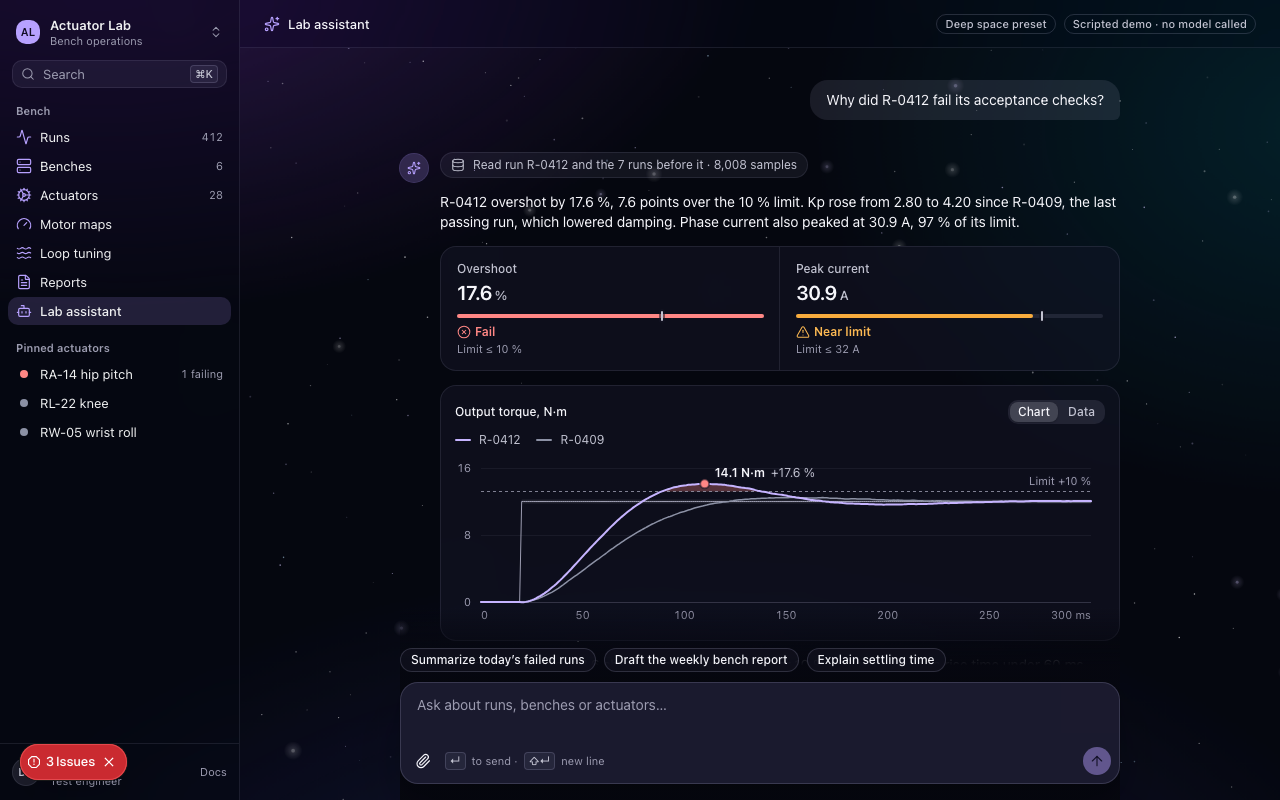 AL
Actuator Lab
Bench operations
Search
⌘K
Bench
Runs 412
Benches 6
Actuators 28
Motor maps
Loop tuning
Reports
Lab assistant
Pinned actuators
RA-14 hip pitch 1 failing
RL-22 knee
RW-05 wrist roll
3 Issues
Test engineer
Docs
Lab assistant
Deep space preset
Scripted demo · no model called
Why did R-0412 fail its acceptance checks?
Read run R-0412 and the 7 runs before it · 8,008 samples
R-0412 overshot by 17.6 %, 7.6 points over the 10 % limit. Kp rose from 2.80 to 4.20 since R-0409, the last
passing run, which lowered damping. Phase current also peaked at 30.9 A, 97 % of its limit.
Overshoot
17.6 %
Fail
Limit ≤ 10 %
Peak current
30.9 A
Near limit
Limit ≤ 32 A
Output torque, N·m
Chart Data
R-0412 R-0409
14.1 N·m +17.6 %
Limit +10 %
16
8
0
0 50 100 150 200 250 300 ms
Summarize today’s failed runs
Draft the weekly bench report
Explain settling time
Ask about runs, benches or actuators…
↵ to send · ⇧↵ new line